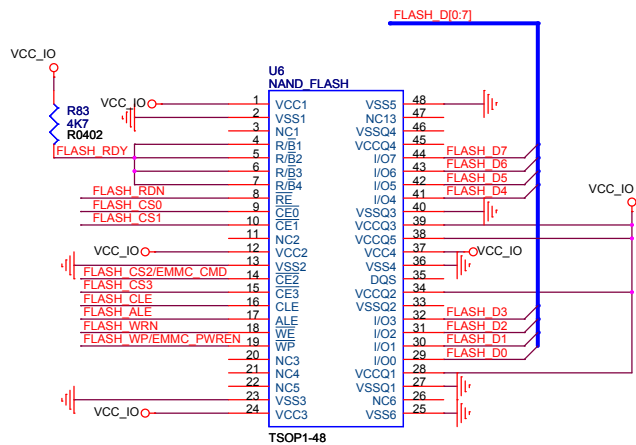 FLASH_D[0:7]
VCC_IO
U6
NAND_FLASH
R83
4K7
R0402
VCC_IO
1 VCC1 VSS5 48
2 VSS1 NC13 47
3 NC1 VSSQ4 46
4 R/B1 VCCQ4 45
FLASH_RDY 5 R/B2 I/O7 44 FLASH_D7
6 R/B3 I/O6 43 FLASH_D6
7 R/B4 I/O5 42 FLASH_D5
FLASH_RDN 8 RE I/O4 41 FLASH_D4
VCC_IO
FLASH_CS0 9 CE0 VSSQ3 40
FLASH_CS1 10 CE1 VCCQ3 39
11 NC2 VCCQ5 38
VCC_IO 12 VCC2 VCC4 37 VCC_IO
13 VSS2 VSS4 36
FLASH_CS2/EMMC_CMD 14 CE2 DQS 35
FLASH_CS3 15 CE3 VCCQ2 34
FLASH_CLE 16 CLE VSSQ2 33
FLASH_ALE 17 ALE I/O3 32 FLASH_D3
FLASH_WRN 18 WE I/O2 31 FLASH_D2
FLASH_WP/EMMC_PWREN 19 WP I/O1 30 FLASH_D1
20 NC3 I/O0 29 FLASH_D0
21 NC4 VCCQ1 28
22 NC5 VSSQ1 27
23 VSS3 NC6 26
VCC_IO 24 VCC3 VSS6 25
TSOP1-48